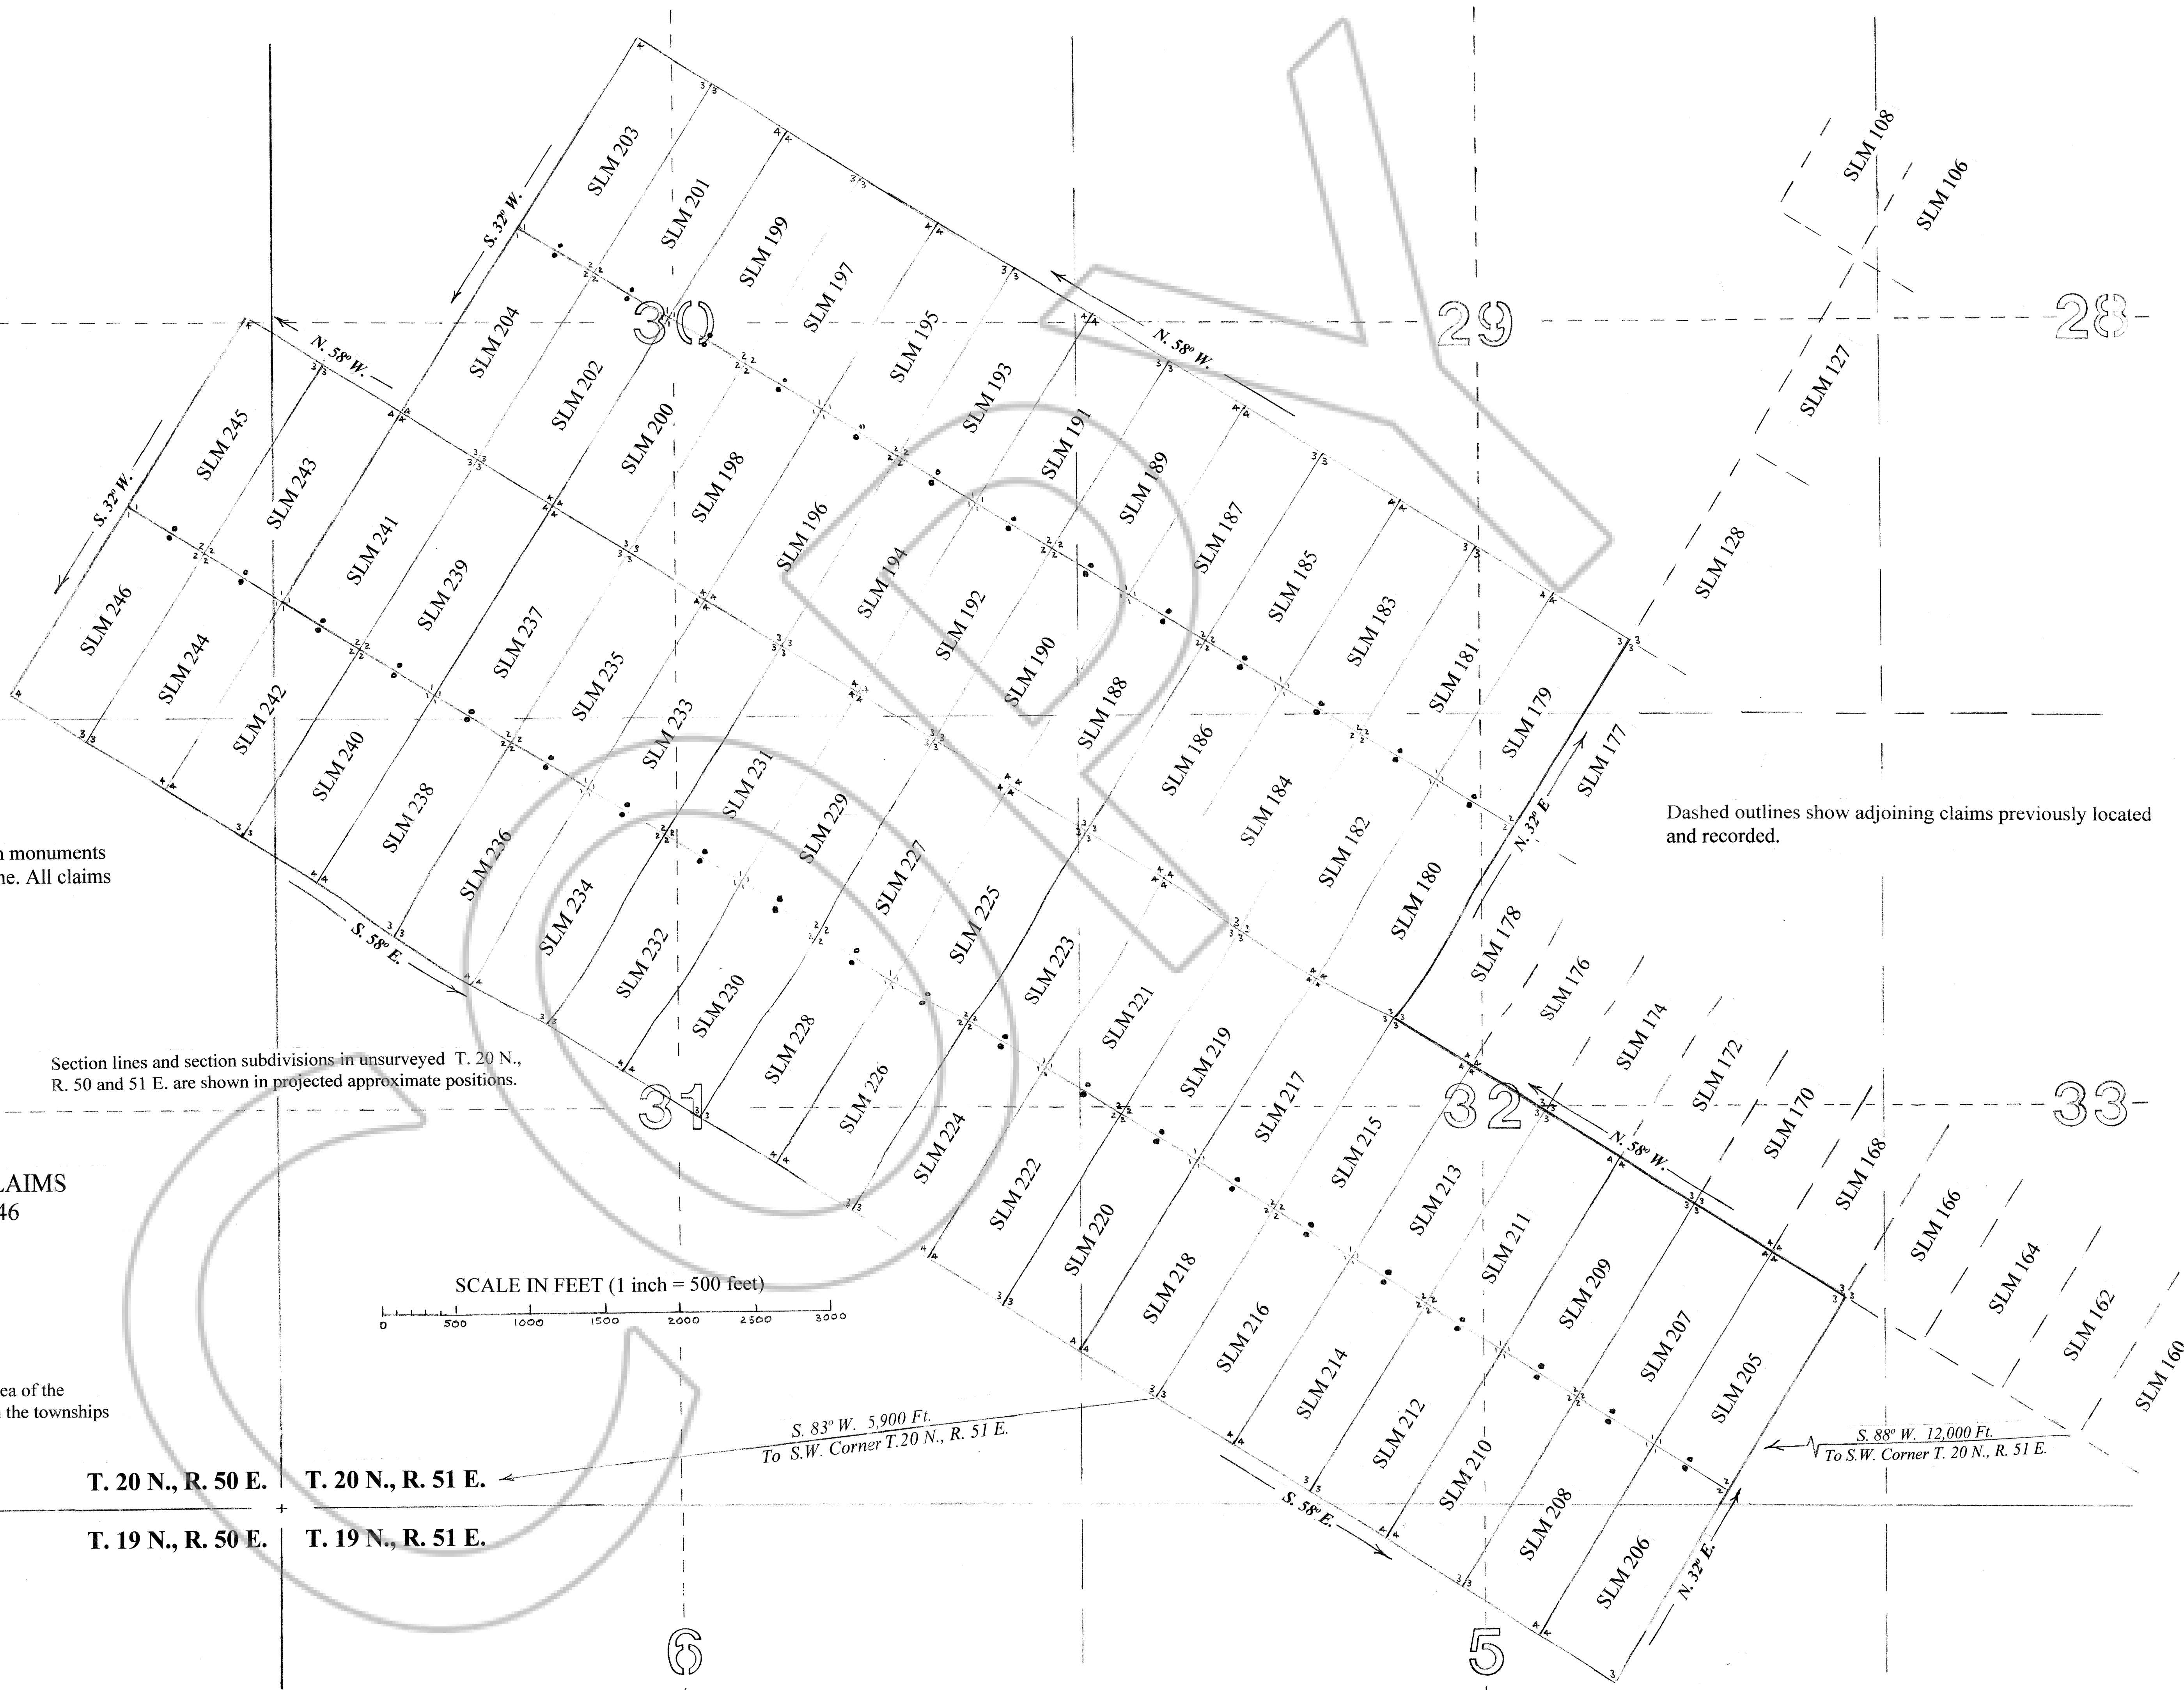 SLM 108
SLM 106
SLM 203
SLM 201
S. 32º W.
SLM 199
SLM 197
30
29
28
SLM 204
SLM 195
N. 58º W.
N. 58º W.
SLM 202
SLM 193
SLM 127
SLM 200
SLM 191
SLM 245
SLM 198
SLM 189
SLM 243
S. 32º W.
SLM 196
SLM 187
SLM 241
SLM 194
SLM 185
SLM 128
SLM 239
SLM 192
SLM 183
SLM 246
SLM 237
SLM 190
SLM 181
SLM 244
SLM 235
SLM 188
SLM 179
SLM 242
SLM 233
SLM 186
SLM 177
SLM 240
SLM 231
SLM 184
N. 32º E
Dashed outlines show adjoining claims previously located
and recorded.
SLM 238
SLM 229
SLM 182
n monuments
ne. All claims
SLM 236
SLM 227
SLM 180
SLM 234
SLM 225
SLM 178
S. 58º E.
SLM 232
SLM 223
SLM 176
SLM 230
SLM 221
SLM 174
SLM 228
SLM 219
SLM 172
Section lines and section subdivisions in unsurveyed T. 20 N.,
R. 50 and 51 E. are shown in projected approximate positions.
SLM 226
SLM 217
SLM 170
31
32
33
SLM 224
SLM 215
N. 58º W.
SLM 168
LAIMS
46
SLM 222
SLM 213
SLM 166
SLM 220
SLM 211
SLM 164
SLM 218
SLM 209
SLM 162
SCALE IN FEET (1 inch = 500 feet)
0 500 1000 1500 2000 2500 3000
SLM 216
SLM 207
SLM 160
SLM 214
SLM 205
ea of the
n the townships
S. 83º W. 5,900 Ft.
To S.W. Corner T.20 N., R. 51 E.
SLM 212
S. 88º W. 12,000 Ft.
To S.W. Corner T. 20 N., R. 51 E.
SLM 210
T. 20 N., R. 50 E.
T. 20 N., R. 51 E.
S. 58º E.
SLM 208
T. 19 N., R. 50 E.
T. 19 N., R. 51 E.
SLM 206
N. 32º E.
6
5
COPY